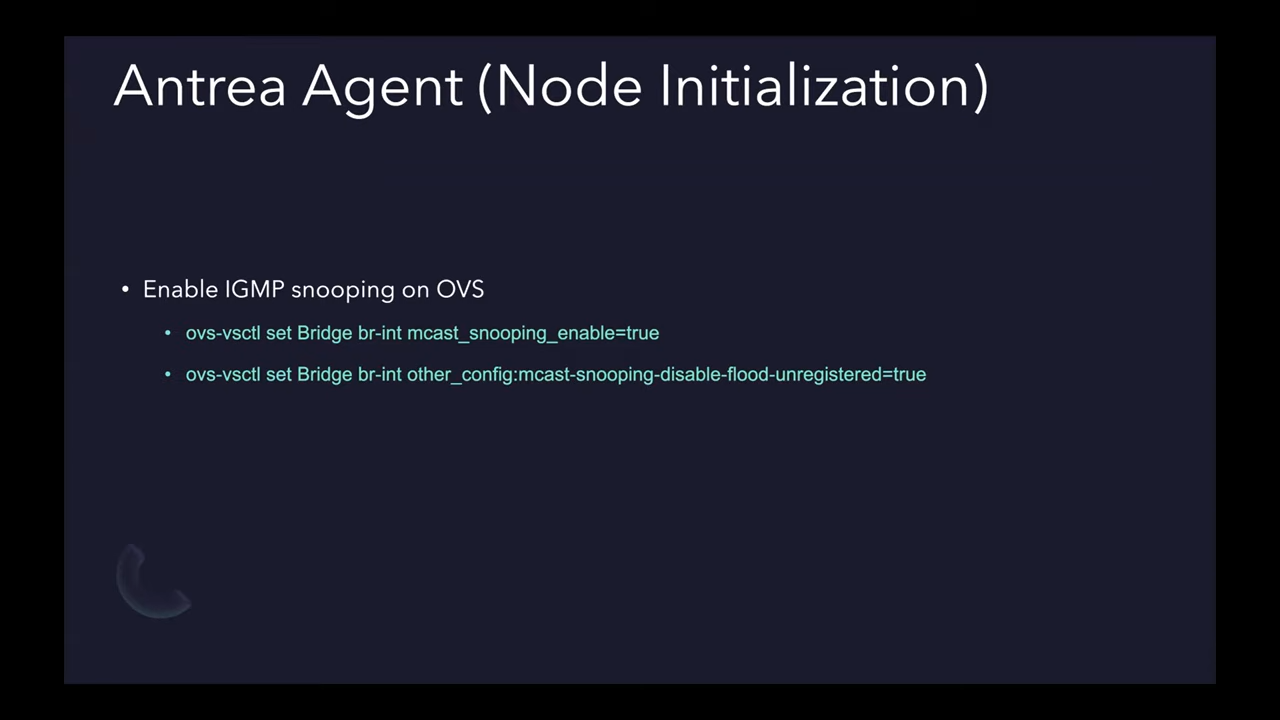 Antrea Agent (Node Initialization)
• Enable IGMP snooping on OVS
• ovs-vsctl set Bridge br-int mcast_snooping_enable=true
• ovs-vsctl set Bridge br-int other_config:mcast-snooping-disable-flood-unregistered=true